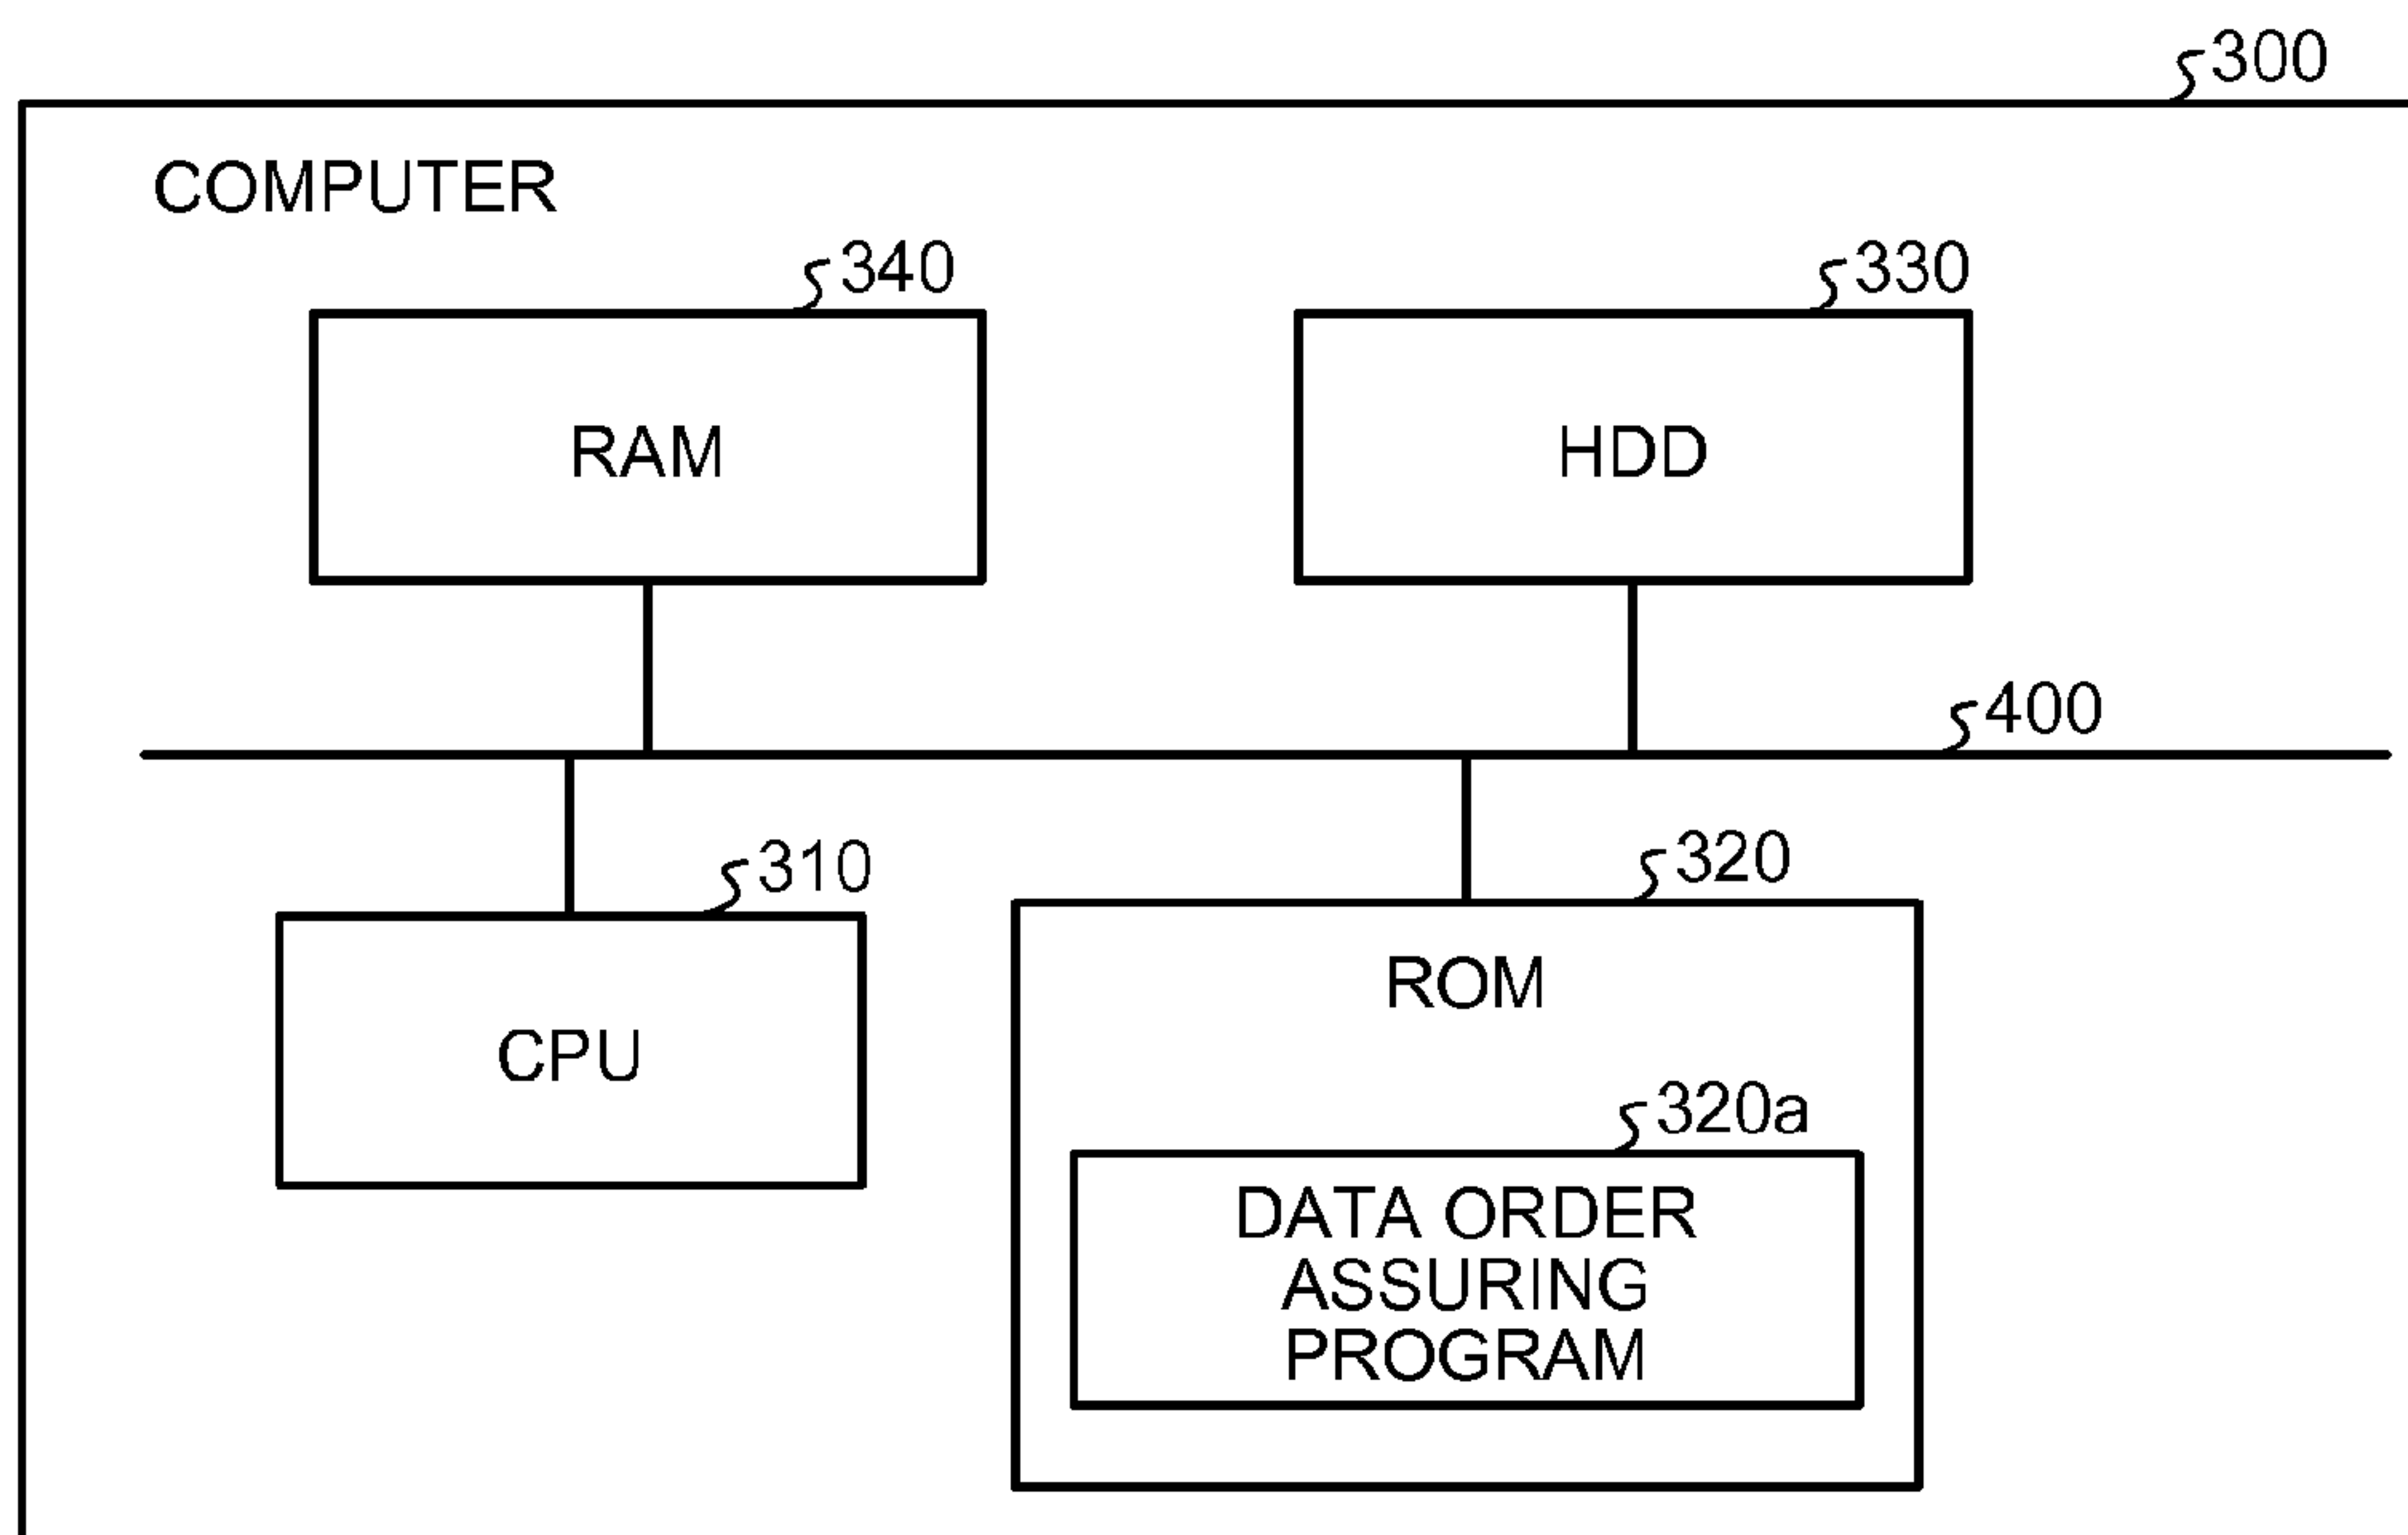 300
COMPUTER
340
330
RAM
HDD
400
310
320
CPU
ROM
320a
DATA ORDER
ASSURING
PROGRAM